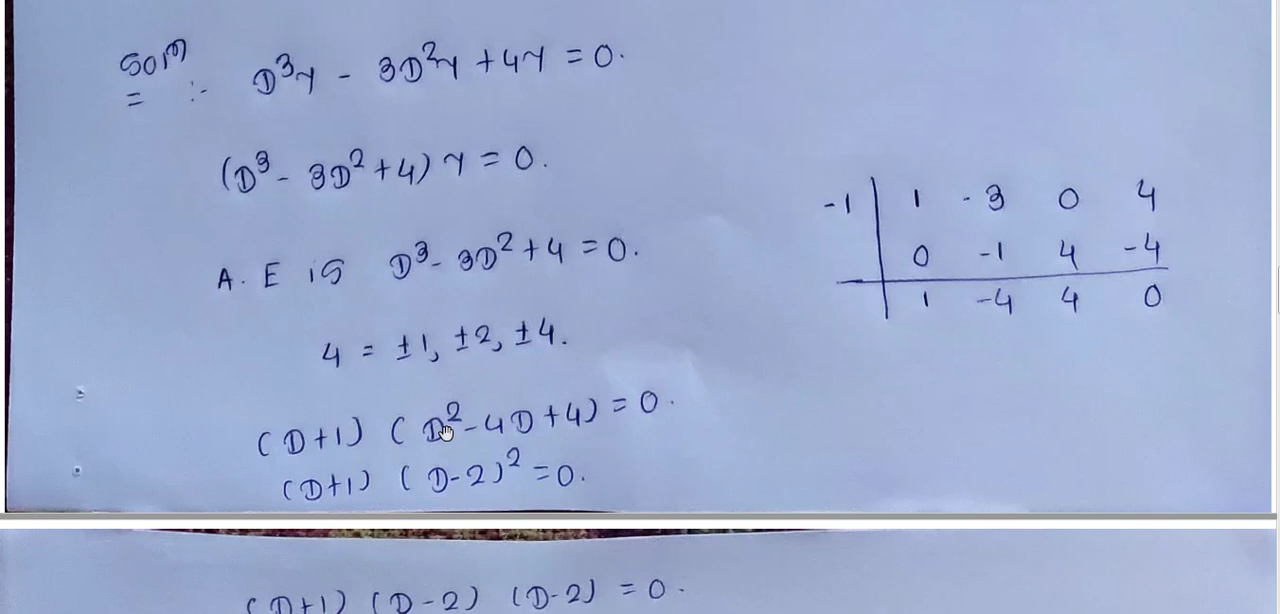 Soln :- D³y - 3D²y + 4y = 0.
(D³ - 3D² + 4) y = 0.
A. E is D³ - 3D² + 4 = 0.
4 = ±1, ±2, ±4.
(D+1) (D² - 4D + 4) = 0.
(D+1) (D-2)² = 0.
-1 | 1 -3 0 4
0 -1 4 -4
1 -4 4 0
(D+1) (D-2) (D-2) = 0.